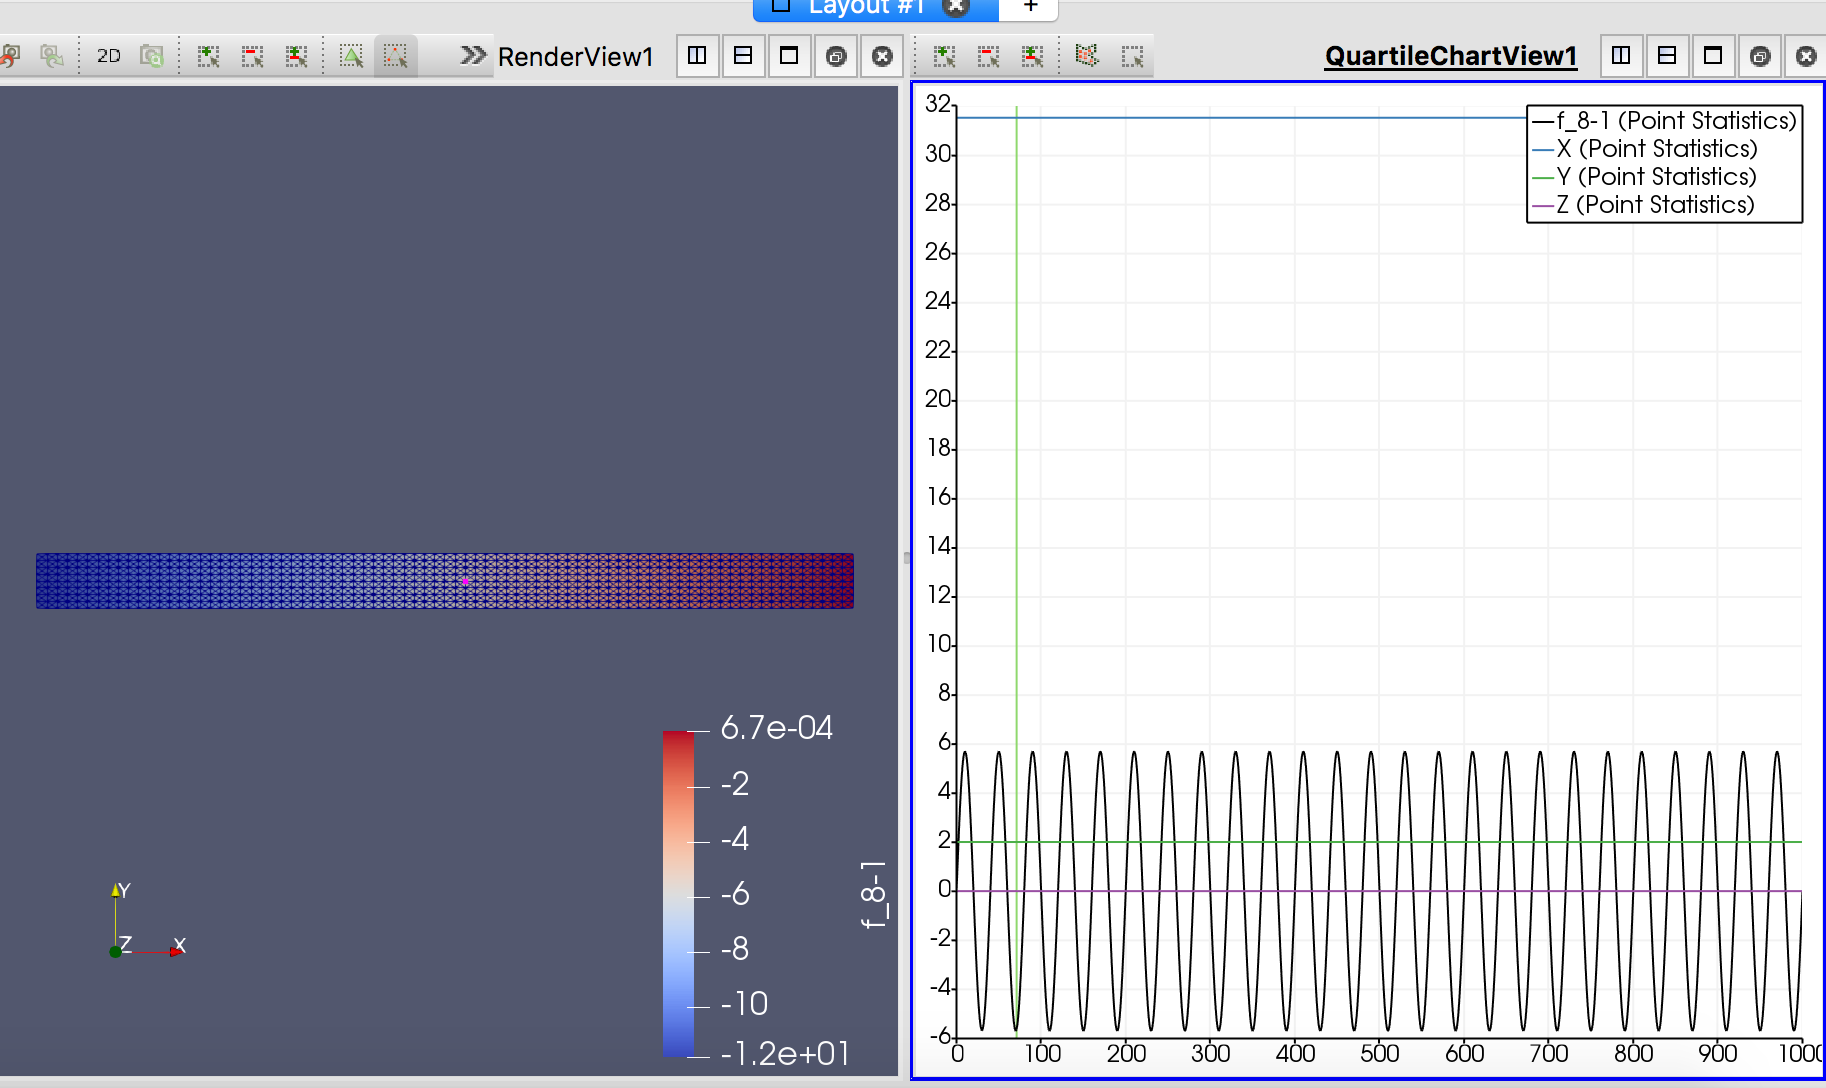 Layout #1
+
2D
RenderView1
QuartileChartView1
6.7e-04
-2
-4
-6
-8
-10
-1.2e+01
f_8-1
Y
Z
X
32
30
28
26
24
22
20
18
16
14
12
10
8
6
4
2
0
-2
-4
-6
0
100
200
300
400
500
600
700
800
900
1000
f_8-1 (Point Statistics)
X (Point Statistics)
Y (Point Statistics)
Z (Point Statistics)